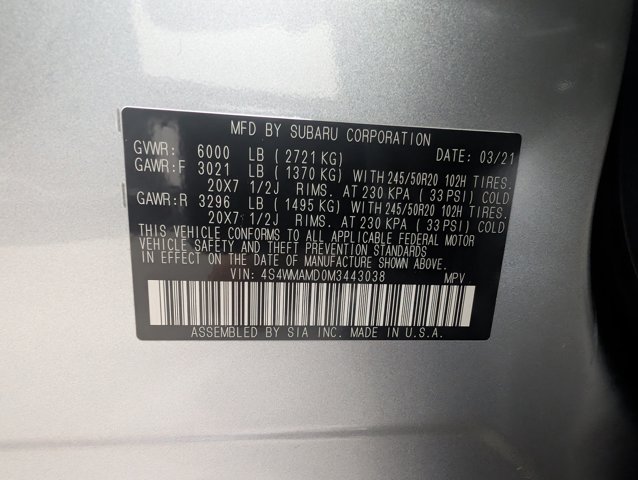 MFD BY SUBARU CORPORATION
GVWR: 6000 LB ( 2721 KG) DATE: 03/21
GAWR:F 3021 LB ( 1370 KG) WITH 245/50R20 102H TIRES.
20X7 1/2J RIMS. AT 230 KPA ( 33 PSI) COLD
GAWR:R 3296 LB ( 1495 KG) WITH 245/50R20 102H TIRES.
20X7 1/2J RIMS. AT 230 KPA ( 33 PSI) COLD
THIS VEHICLE CONFORMS TO ALL APPLICABLE FEDERAL MOTOR
VEHICLE SAFETY AND THEFT PREVENTION STANDARDS
IN EFFECT ON THE DATE OF MANUFACTURE SHOWN ABOVE.
VIN: 4S4WMAMD0M3443038 MPV
ASSEMBLED BY SIA INC. MADE IN U.S.A.